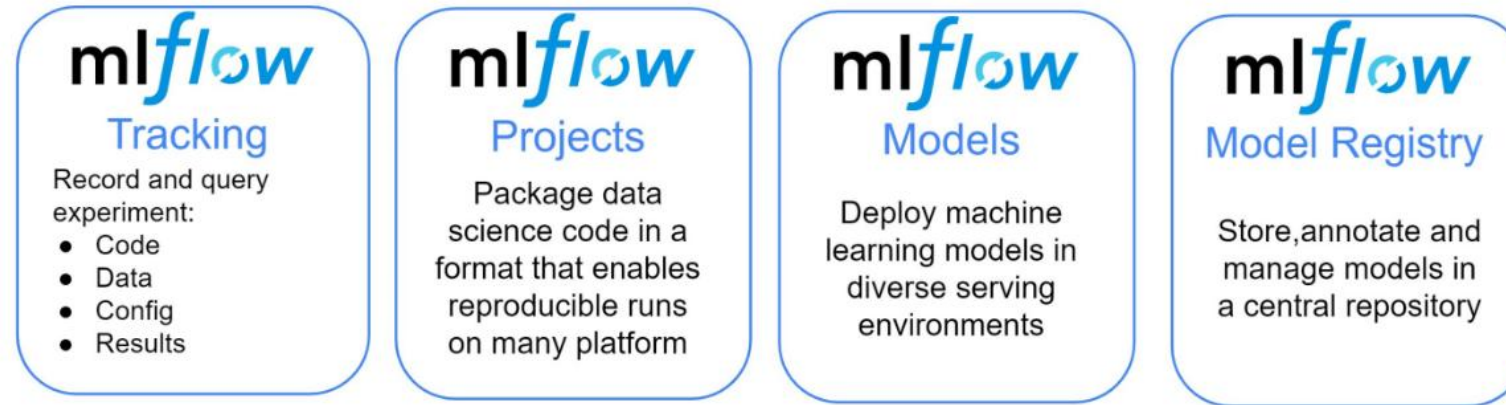 mlflow
Tracking
Record and query
experiment:
● Code
● Data
● Config
● Results
mlflow
Projects
Package data
science code in a
format that enables
reproducible runs
on many platform
mlflow
Models
Deploy machine
learning models in
diverse serving
environments
mlflow
Model Registry
Store,annotate and
manage models in
a central repository